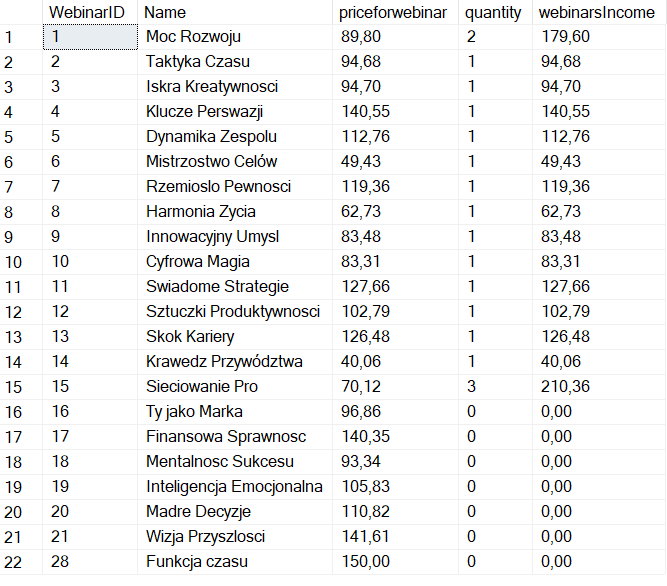 WebinarID Name priceforwebinar quantity webinarsIncome
1 1 Moc Rozwoju 89,80 2 179,60
2 2 Taktyka Czasu 94,68 1 94,68
3 3 Iskra Kreatywnosci 94,70 1 94,70
4 4 Klucze Perswazji 140,55 1 140,55
5 5 Dynamika Zespolu 112,76 1 112,76
6 6 Mistrzostwo Celów 49,43 1 49,43
7 7 Rzemioslo Pewnosci 119,36 1 119,36
8 8 Harmonia Zycia 62,73 1 62,73
9 9 Innowacyjny Umysl 83,48 1 83,48
10 10 Cyfrowa Magia 83,31 1 83,31
11 11 Swiadome Strategie 127,66 1 127,66
12 12 Sztuczki Produktywnosci 102,79 1 102,79
13 13 Skok Kariery 126,48 1 126,48
14 14 Krawedz Przywództwa 40,06 1 40,06
15 15 Sieciowanie Pro 70,12 3 210,36
16 16 Ty jako Marka 96,86 0 0,00
17 17 Finansowa Sprawnosc 140,35 0 0,00
18 18 Mentalnosc Sukcesu 93,34 0 0,00
19 19 Inteligencja Emocjonalna 105,83 0 0,00
20 20 Madre Decyzje 110,82 0 0,00
21 21 Wizja Przyszlosci 141,61 0 0,00
22 28 Funkcja czasu 150,00 0 0,00